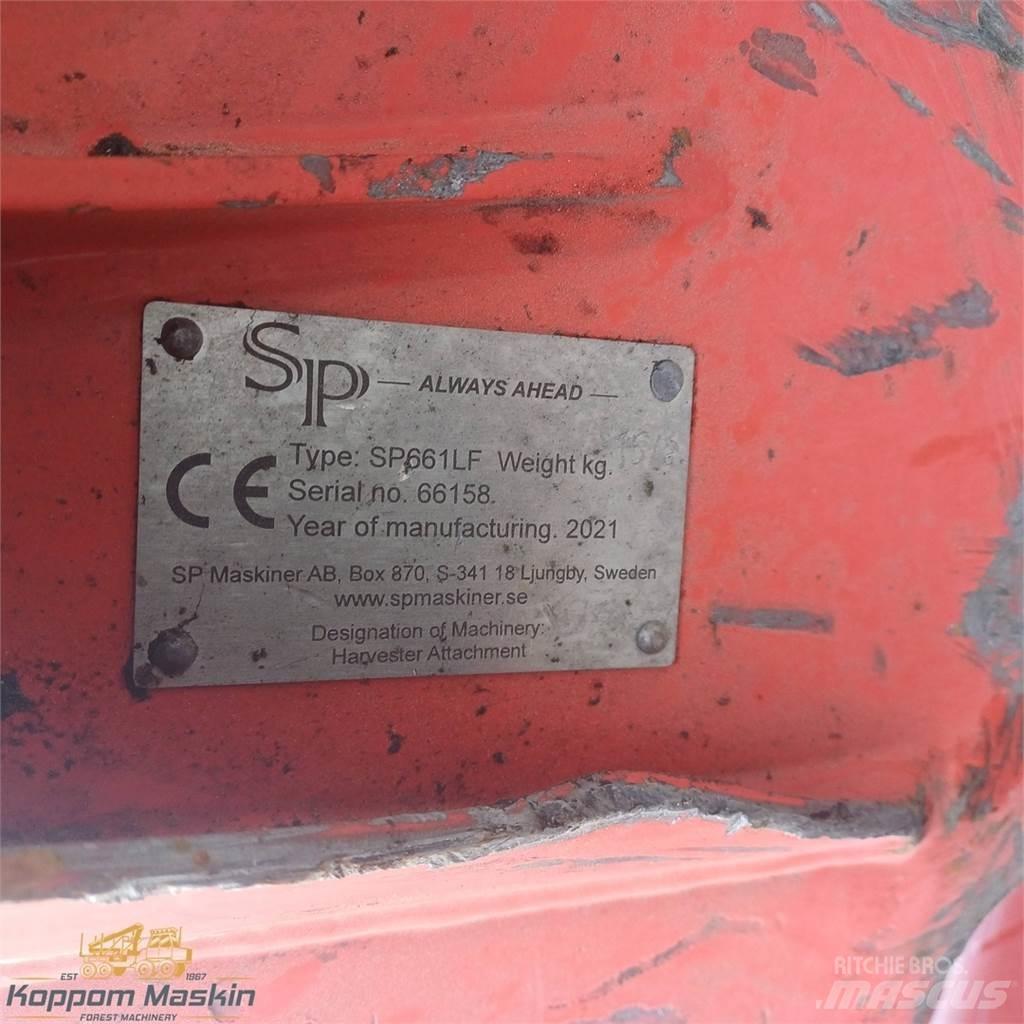 SP — ALWAYS AHEAD —
Type: SP661LF Weight kg.
CE Serial no. 66158.
Year of manufacturing. 2021
SP Maskiner AB, Box 870, S-341 18 Ljungby, Sweden
www.spmaskiner.se
Designation of Machinery:
Harvester Attachment
EST 1967
Koppom Maskin
FOREST MACHINERY
RITCHIE BROS.
MASCUS